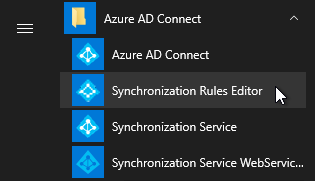 Azure AD Connect
Azure AD Connect
Synchronization Rules Editor
Synchronization Service
Synchronization Service WebServic...